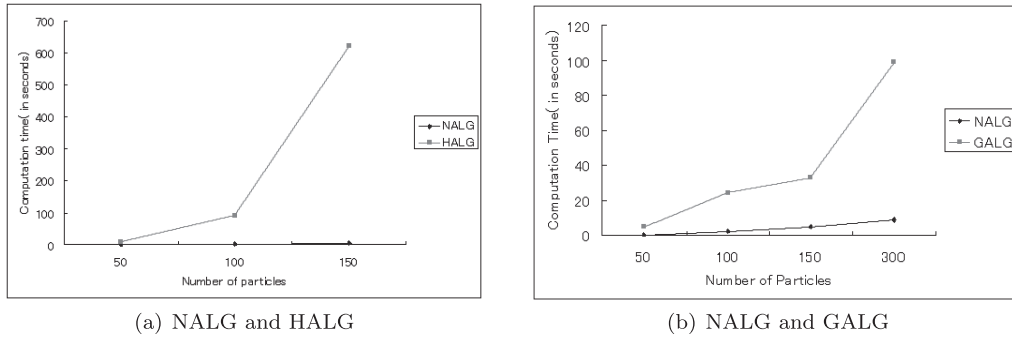 700
600
500
400
300
200
100
0
Computation time( in seconds)
50 100 150
Number of particles
NALG
HALG
(a) NALG and HALG
120
100
80
60
40
20
0
Computation Time( in seconds)
50 100 150 300
Number of Particles
NALG
GALG
(b) NALG and GALG